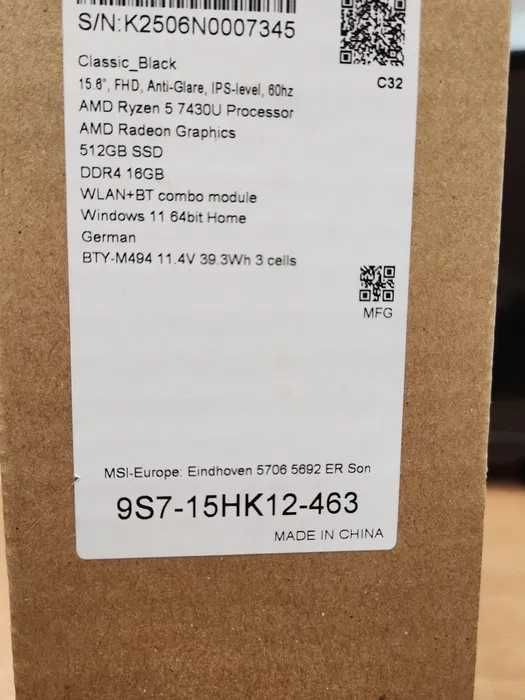 S/N:K2506N0007345
Classic_Black
C32
15.6", FHD, Anti-Glare, IPS-level, 60hz
AMD Ryzen 5 7430U Processor
AMD Radeon Graphics
512GB SSD
DDR4 16GB
WLAN+BT combo module
Windows 11 64bit Home
German
BTY-M494 11.4V 39.3Wh 3 cells
MFG
MSI-Europe: Eindhoven 5706 5692 ER Son
9S7-15HK12-463
MADE IN CHINA